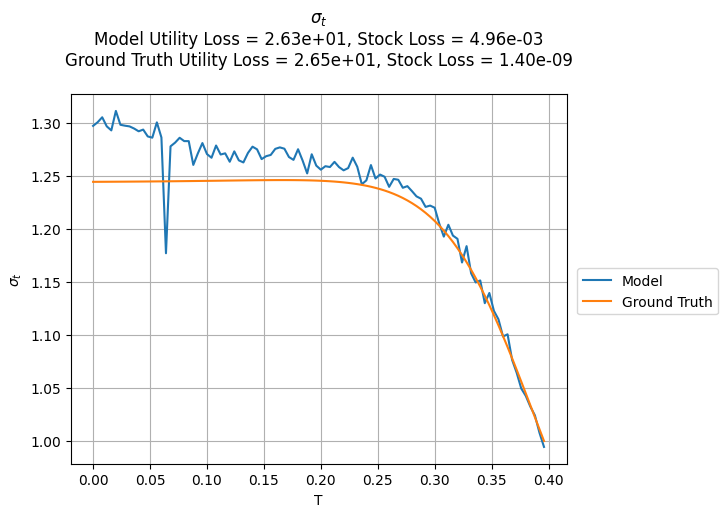 σt
Model Utility Loss = 2.63e+01, Stock Loss = 4.96e-03
Ground Truth Utility Loss = 2.65e+01, Stock Loss = 1.40e-09
1.30
1.25
1.20
1.15
1.10
1.05
1.00
σt
0.00 0.05 0.10 0.15 0.20 0.25 0.30 0.35 0.40
T
Model
Ground Truth